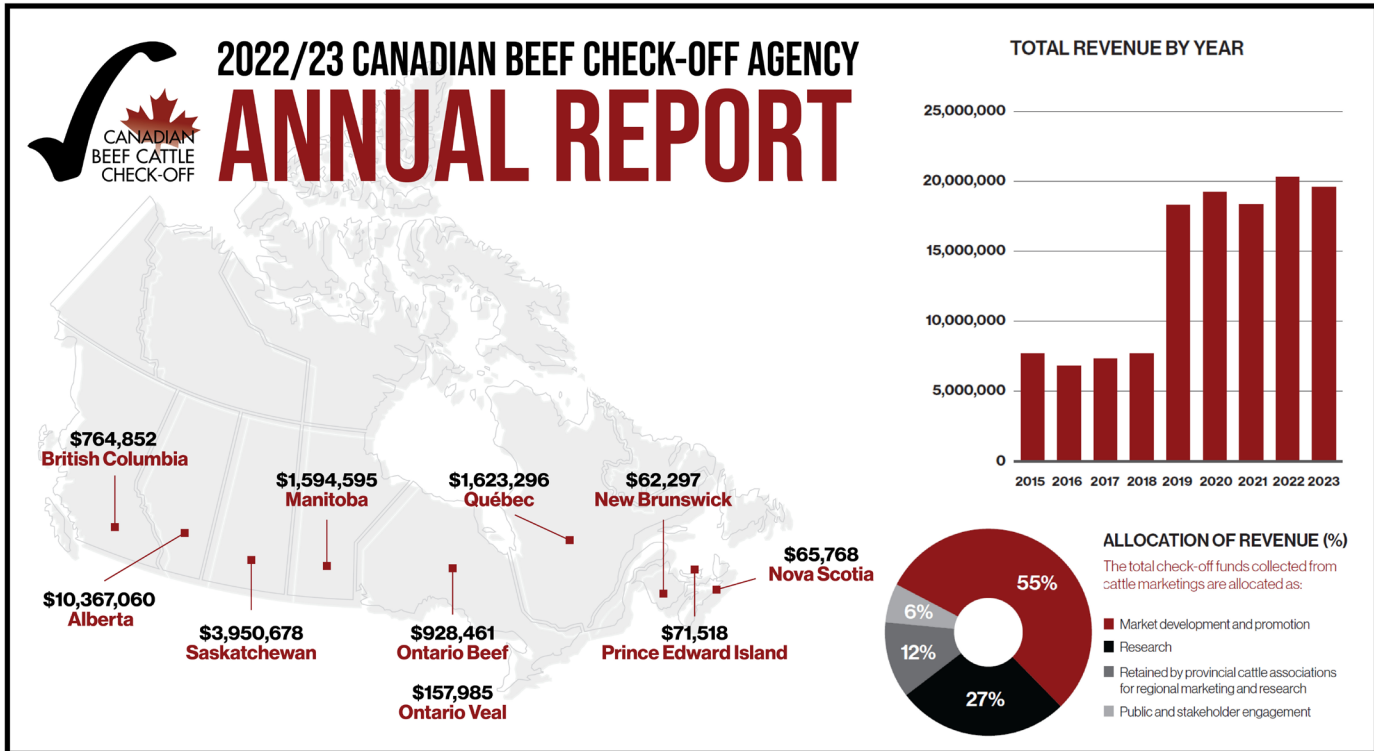 2022/23 CANADIAN BEEF CHECK-OFF AGENCY
ANNUAL REPORT
CANADIAN
BEEF CATTLE
CHECK-OFF
$764,852
British Columbia
$10,367,060
Alberta
$3,950,678
Saskatchewan
$1,594,595
Manitoba
$928,461
Ontario Beef
$157,985
Ontario Veal
$1,623,296
Québec
$62,297
New Brunswick
$71,518
Prince Edward Island
$65,768
Nova Scotia
TOTAL REVENUE BY YEAR
25,000,000
20,000,000
15,000,000
10,000,000
5,000,000
0
2015 2016 2017 2018 2019 2020 2021 2022 2023
55%
6%
12%
27%
ALLOCATION OF REVENUE (%)
The total check-off funds collected from
cattle marketings are allocated as:
Market development and promotion
Research
Retained by provincial cattle associations
for regional marketing and research
Public and stakeholder engagement